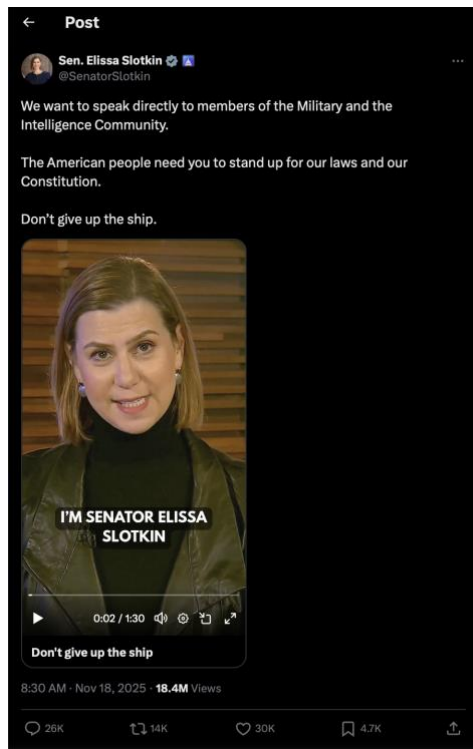 Post
Sen. Elissa Slotkin
@SenatorSlotkin
We want to speak directly to members of the Military and the
Intelligence Community.
The American people need you to stand up for our laws and our
Constitution.
Don't give up the ship.
I'M SENATOR ELISSA
SLOTKIN
0:02 / 1:30
Don't give up the ship
8:30 AM · Nov 18, 2025 · 18.4M Views
26K 14K 30K 4.7K